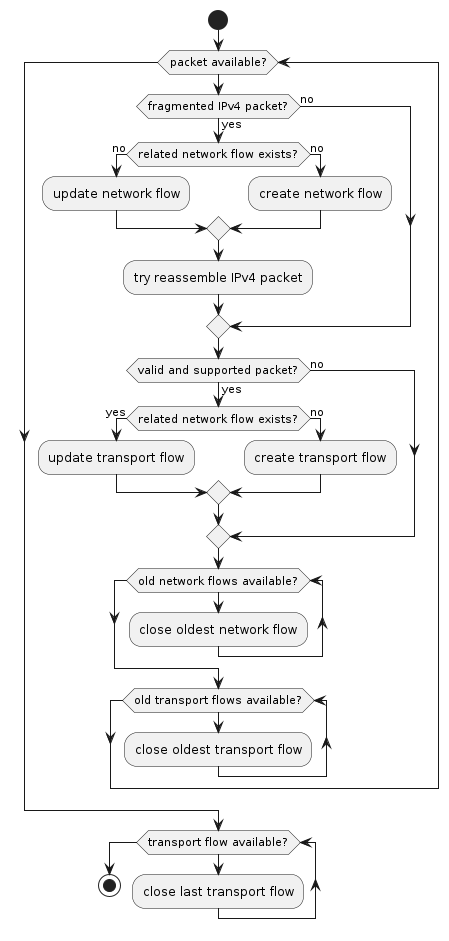 packet available?
fragmented IPv4 packet?
no
yes
no
related network flow exists?
no
update network flow
create network flow
try reassemble IPv4 packet
valid and supported packet?
no
yes
yes
related network flow exists?
no
update transport flow
create transport flow
old network flows available?
close oldest network flow
old transport flows available?
close oldest transport flow
transport flow available?
close last transport flow